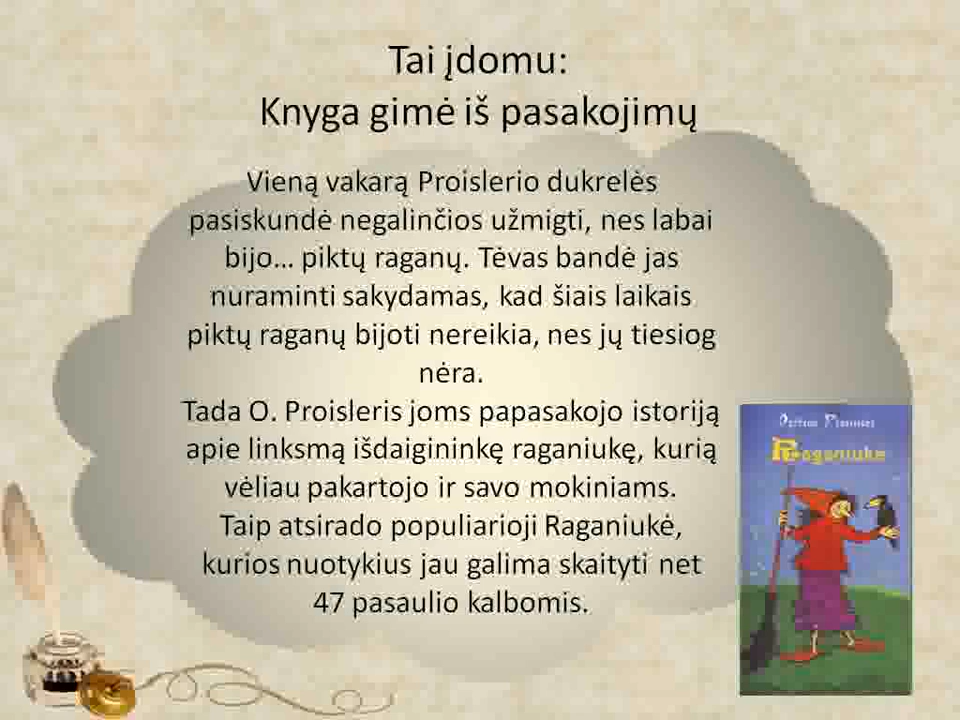 Tai įdomu:
Knyga gimė iš pasakojimų
Vieną vakarą Proislerio dukrelės
pasiskundė negalinčios užmigti, nes labai
bijo… piktų raganų. Tėvas bandė jas
nuraminti sakydamas, kad šiais laikais
piktų raganų bijoti nereikia, nes jų tiesiog
nėra.
Tada O. Proisleris joms papasakojo istoriją
apie linksmą išdaigininkę raganiukę, kurią
vėliau pakartojo ir savo mokiniams.
Taip atsirado populiarioji Raganiukė,
kurios nuotykius jau galima skaityti net
47 pasaulio kalbomis.
Raganiukė